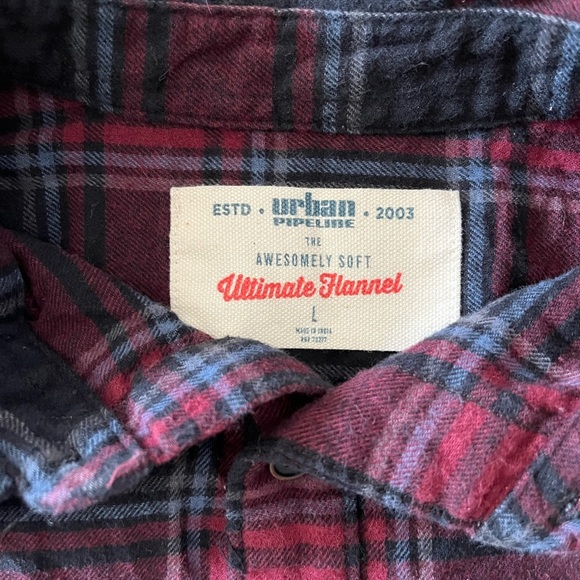 ESTD • urban • 2003
PIPELINE
THE
AWESOMELY SOFT
Ultimate Flannel
L
MADE IN INDIA